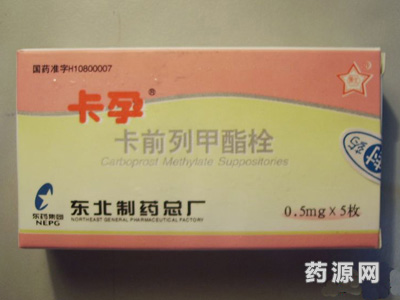 国药准字H10800007
卡孕®
卡前列甲酯栓
Carboprost Methylate Suppositories
东药集团
NEPG
东北制药总厂
NORTHEAST GENERAL PHARMACEUTICAL FACTORY
0.5mg×5枚
药源网